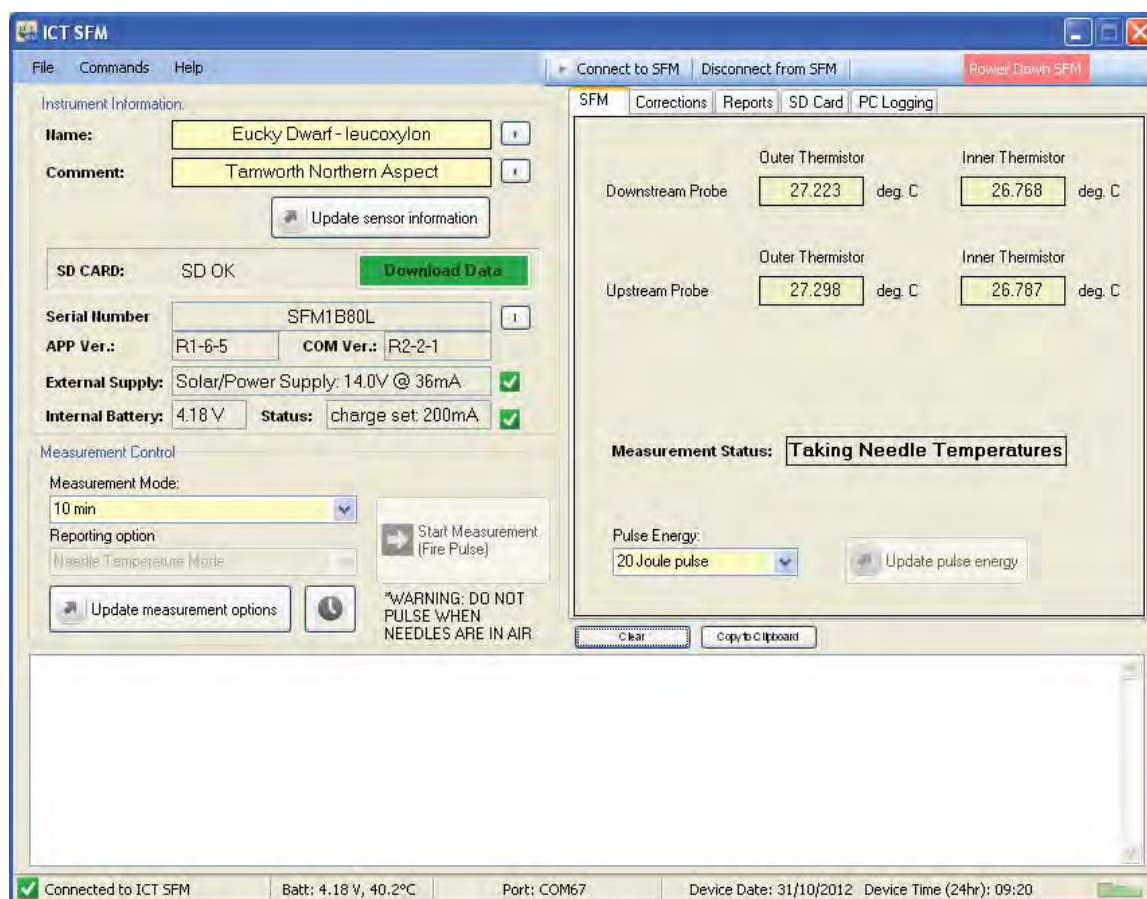 ICT SFM
File Commands Help
Connect to SFM Disconnect from SFM Power Down SFM
Instrument Information.
Name: Eucky Dwarf - leucoxylon
Comment: Tamworth Northern Aspect
Update sensor information
SD CARD: SD OK Download Data
Serial Number SFM1B80L
APP Ver.: R1-6-5 COM Ver.: R2-2-1
External Supply: Solar/Power Supply: 14.0V @ 36mA
Internal Battery: 4.18 V Status: charge set: 200mA
Measurement Control
Measurement Mode:
10 min
Reporting option
Needle Temperature Mode
Update measurement options
Start Measurement
(Fire Pulse)
*WARNING: DO NOT
PULSE WHEN
NEEDLES ARE IN AIR
SFM Corrections Reports SD Card PC Logging
Outer Thermistor Inner Thermistor
Downstream Probe 27.223 deg. C 26.768 deg. C
Outer Thermistor Inner Thermistor
Upstream Probe 27.298 deg. C 26.787 deg. C
Measurement Status: Taking Needle Temperatures
Pulse Energy:
20 Joule pulse Update pulse energy
Clear Copy to Clipboard
Connected to ICT SFM Batt: 4.18 V, 40.2°C Port: COM67 Device Date: 31/10/2012 Device Time (24hr): 09:20